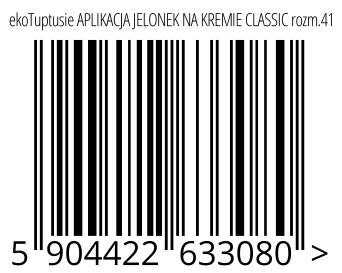 ekoTuptusie APLIKACJA JELONEK NA KREMIE CLASSIC rozm.41
5 904422 633080 >